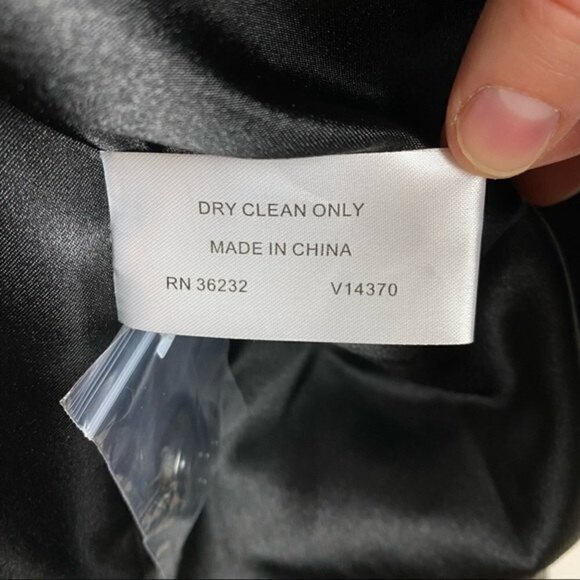 DRY CLEAN ONLY
MADE IN CHINA
RN 36232 V14370